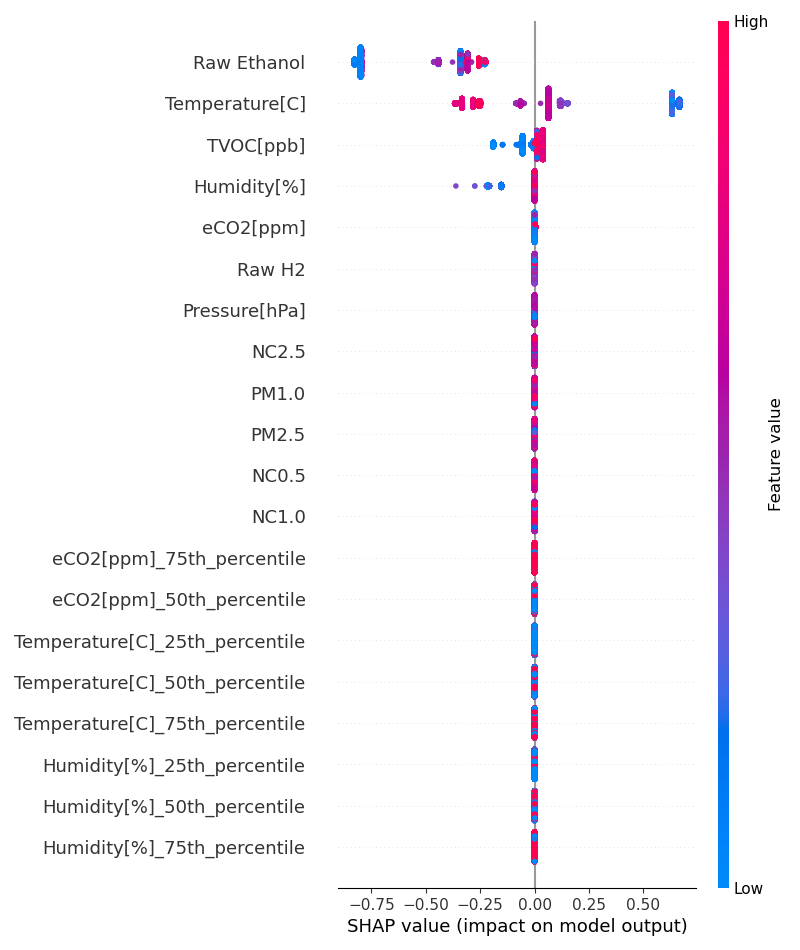 High
Raw Ethanol
Temperature[C]
TVOC[ppb]
Humidity[%]
eCO2[ppm]
Raw H2
Pressure[hPa]
NC2.5
PM1.0
PM2.5
NC0.5
NC1.0
eCO2[ppm]_75th_percentile
eCO2[ppm]_50th_percentile
Temperature[C]_25th_percentile
Temperature[C]_50th_percentile
Temperature[C]_75th_percentile
Humidity[%]_25th_percentile
Humidity[%]_50th_percentile
Humidity[%]_75th_percentile
Feature value
Low
−0.75 −0.50 −0.25 0.00 0.25 0.50
SHAP value (impact on model output)